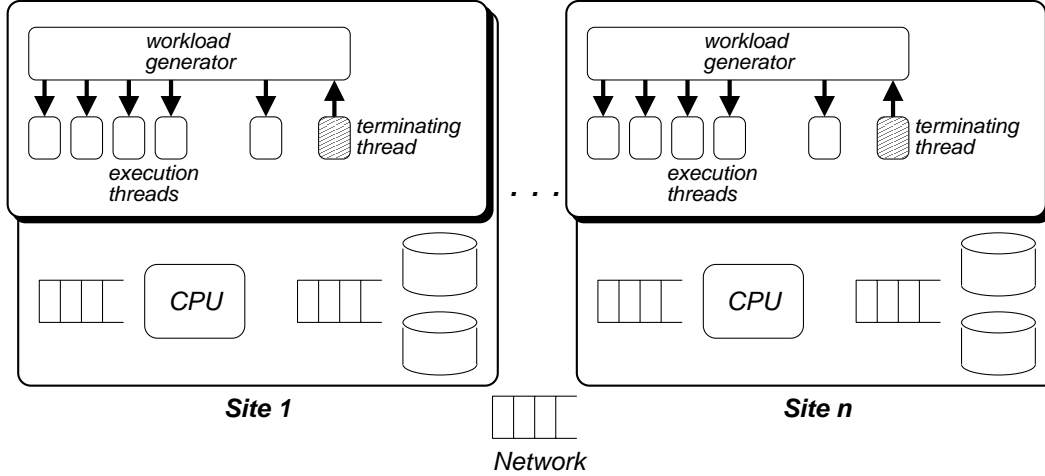 workload
generator
terminating
thread
execution
threads
CPU
Site 1
. . .
workload
generator
terminating
thread
execution
threads
CPU
Site n
Network